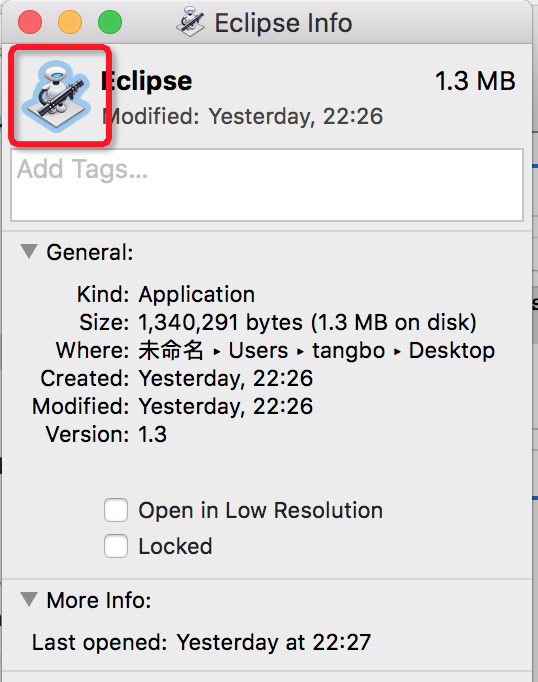 Eclipse Info
Eclipse 1.3 MB
Modified: Yesterday, 22:26
Add Tags...
General:
Kind: Application
Size: 1,340,291 bytes (1.3 MB on disk)
Where: 未命名 ▸ Users ▸ tangbo ▸ Desktop
Created: Yesterday, 22:26
Modified: Yesterday, 22:26
Version: 1.3
Open in Low Resolution
Locked
More Info:
Last opened: Yesterday at 22:27